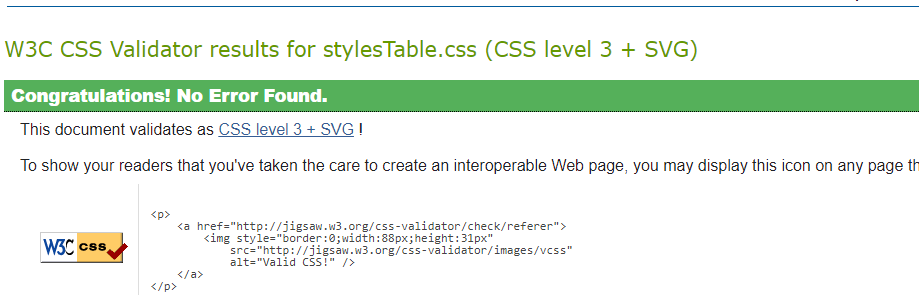 W3C CSS Validator results for stylesTable.css (CSS level 3 + SVG)
Congratulations! No Error Found.
This document validates as CSS level 3 + SVG !
To show your readers that you've taken the care to create an interoperable Web page, you may display this icon on any page
W3C css
<p>
    <a href="http://jigsaw.w3.org/css-validator/check/referer">
        <img style="border:0;width:88px;height:31px"
            src="http://jigsaw.w3.org/css-validator/images/vcss"
            alt="Valid CSS!" />
    </a>
</p>